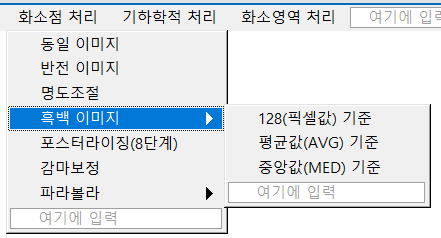 화소점 처리 기하학적 처리 화소영역 처리 여기에 입력
동일 이미지
반전 이미지
명도조절
흑백 이미지
128(픽셀값) 기준
평균값(AVG) 기준
중앙값(MED) 기준
여기에 입력
포스터라이징(8단계)
감마보정
파라볼라
여기에 입력